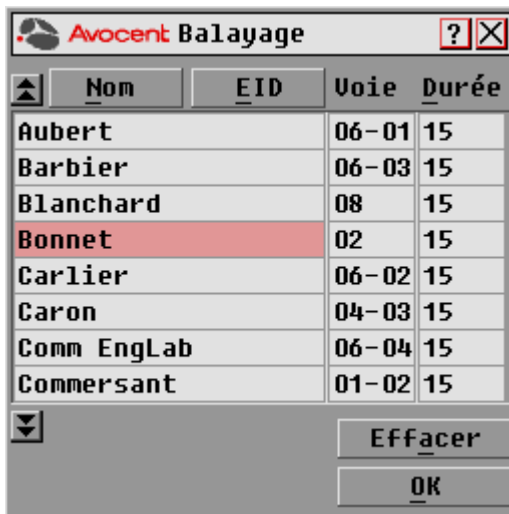 Avocent Balayage ? X
Nom EID Voie Durée
Aubert 06-01 15
Barbier 06-03 15
Blanchard 08 15
Bonnet 02 15
Carlier 06-02 15
Caron 04-03 15
Comm EngLab 06-04 15
Commersant 01-02 15
Effacer
OK